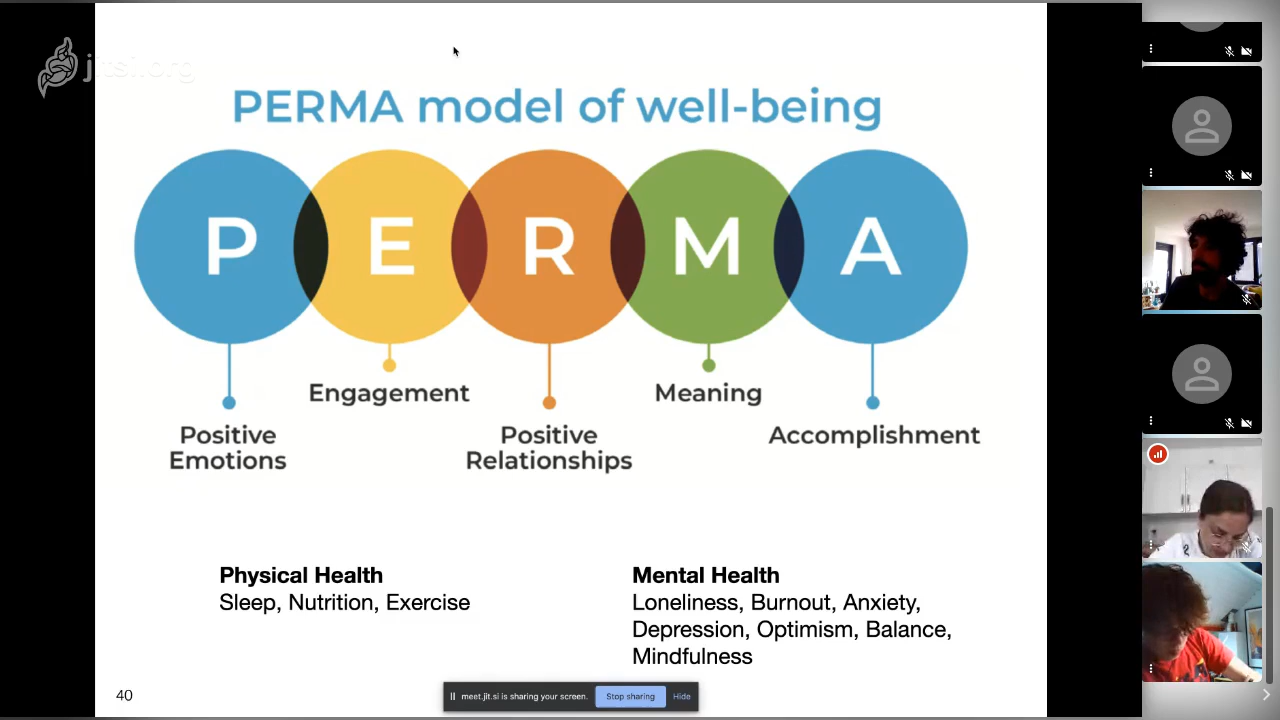 jitsi.org
PERMA model of well-being
P E R M A
Engagement
Meaning
Positive
Emotions
Positive
Relationships
Accomplishment
Physical Health
Sleep, Nutrition, Exercise
Mental Health
Loneliness, Burnout, Anxiety,
Depression, Optimism, Balance,
Mindfulness
40
meet.jit.si is sharing your screen. Stop sharing Hide